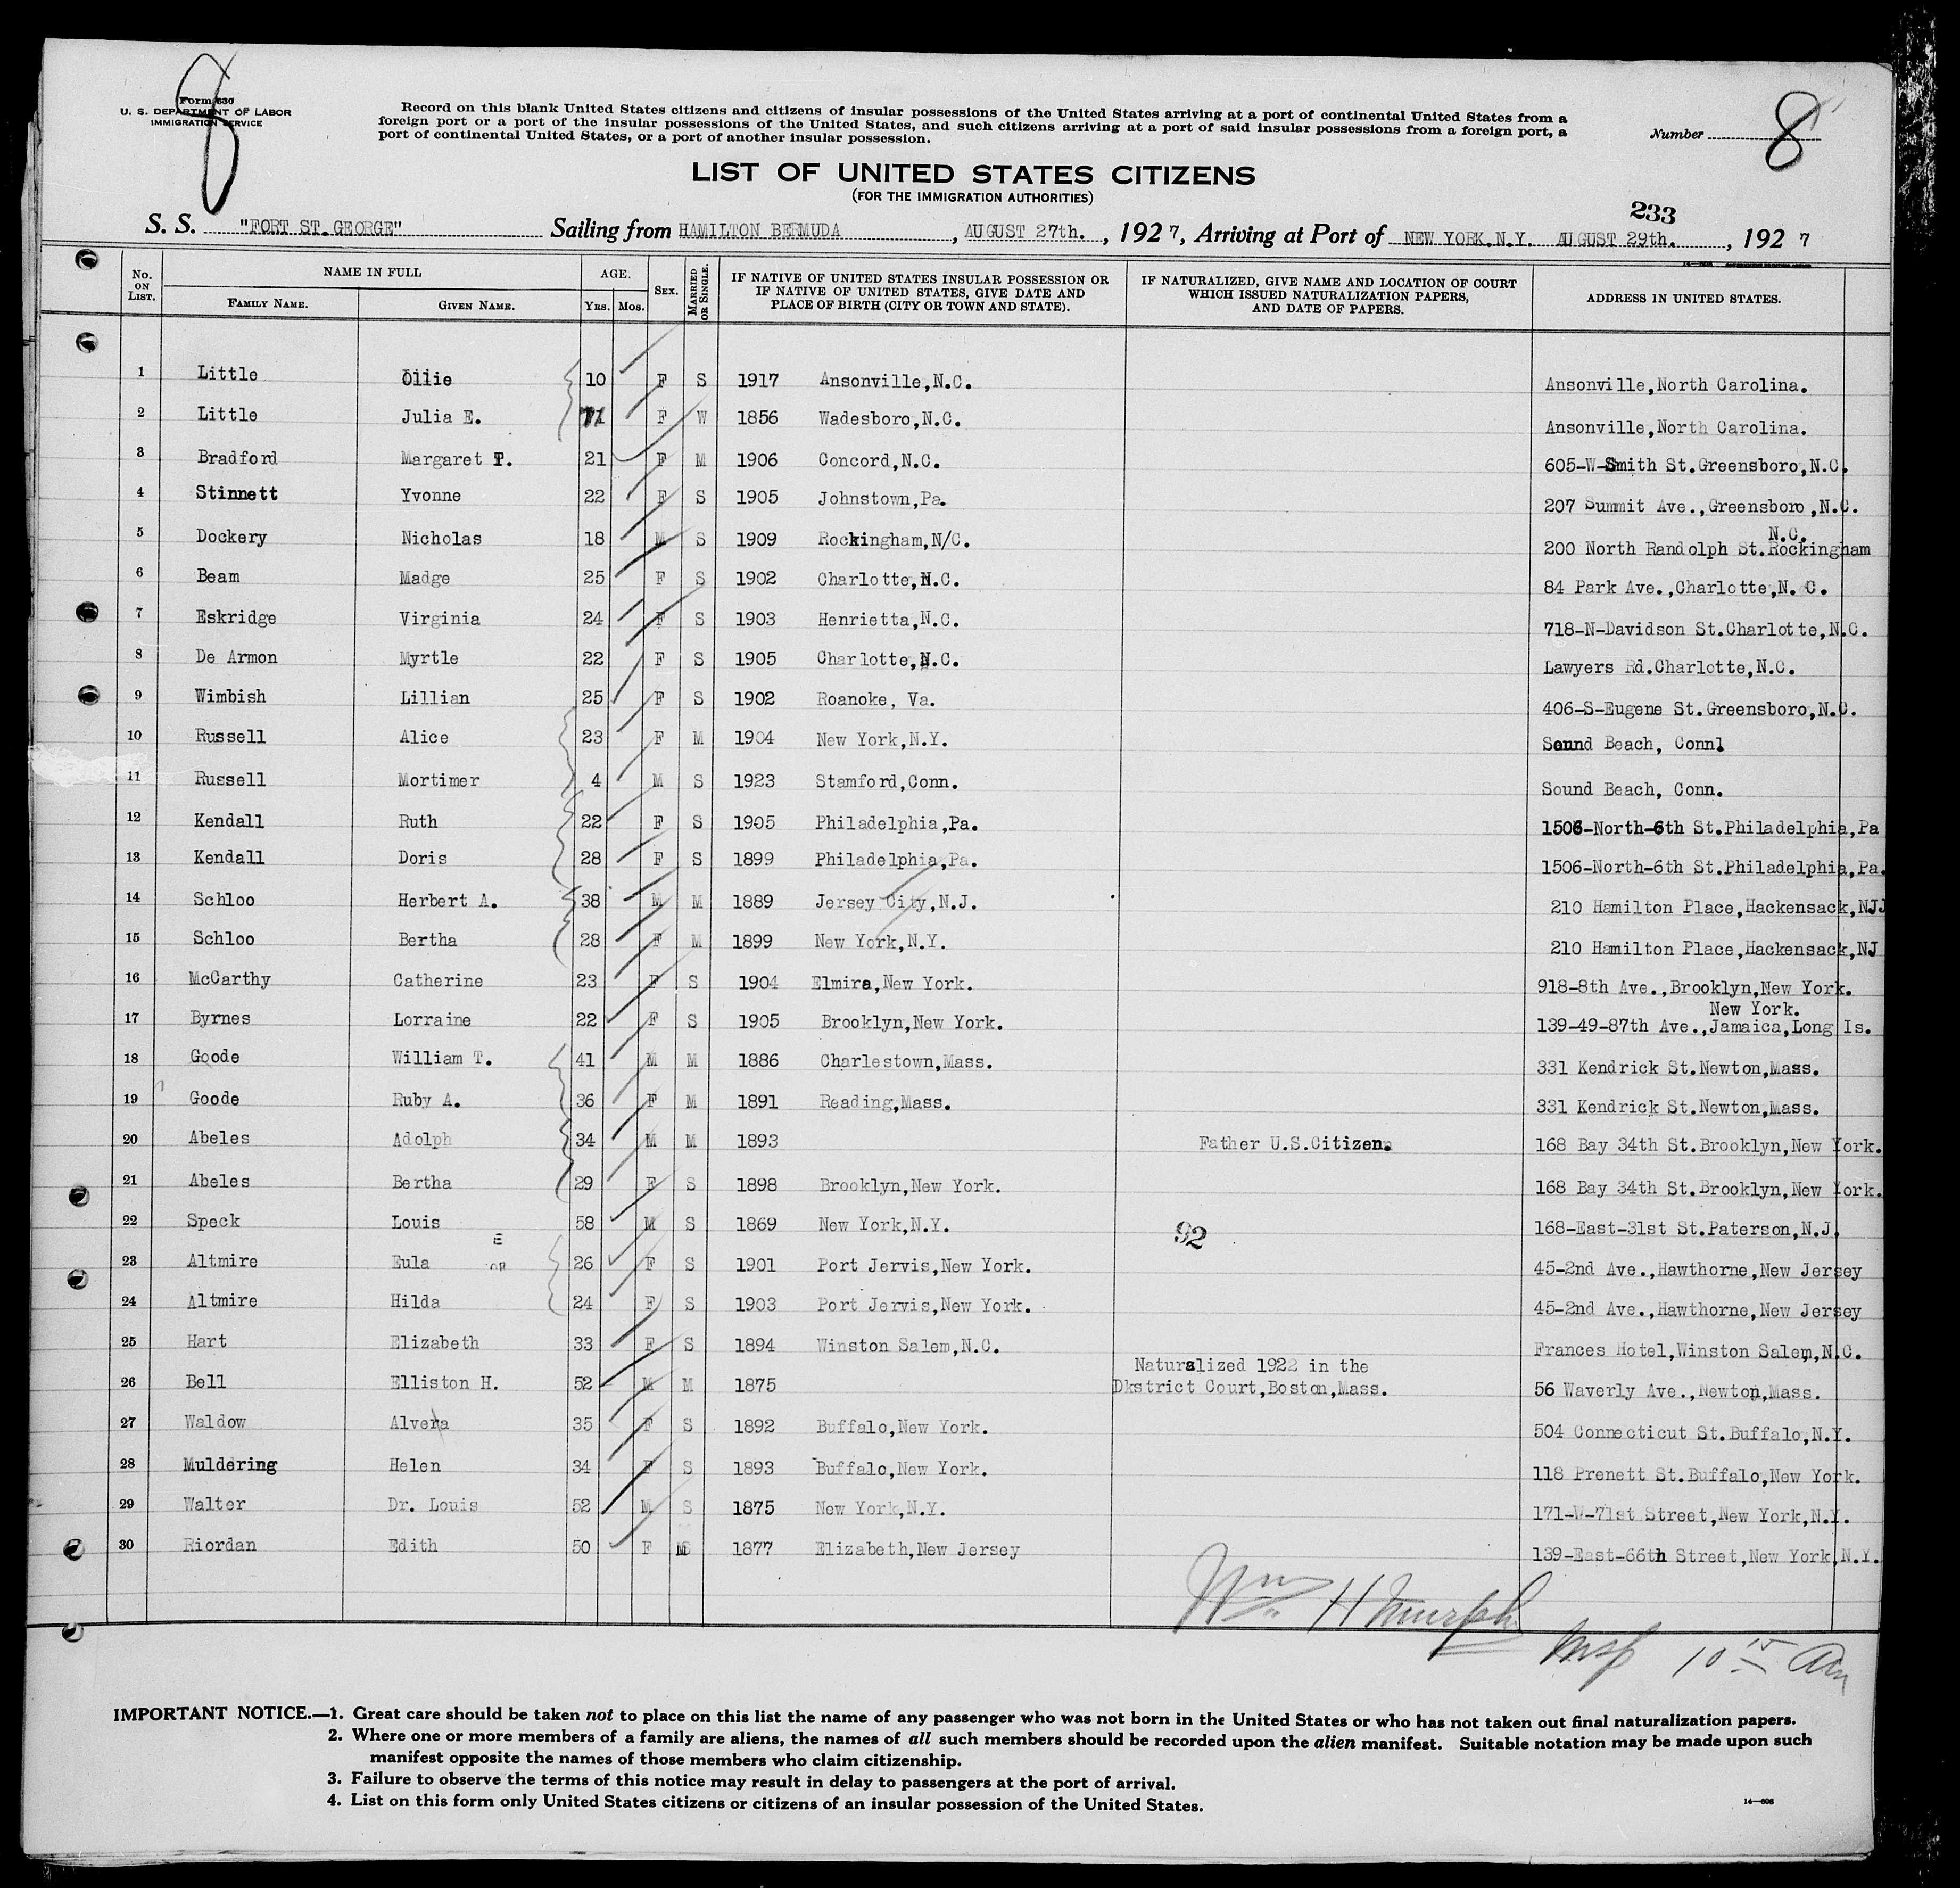 8
Form 630
U. S. DEPARTMENT OF LABOR
IMMIGRATION SERVICE
Record on this blank United States citizens and citizens of insular possessions of the United States arriving at a port of continental United States from a
foreign port or a port of the insular possessions of the United States, and such citizens arriving at a port of said insular possessions from a foreign port, a
port of continental United States, or a port of another insular possession.
Number 8
LIST OF UNITED STATES CITIZENS
(FOR THE IMMIGRATION AUTHORITIES)
233
S. S. "FORT ST.GEORGE" Sailing from HAMILTON BERMUDA, AUGUST 27th., 1927, Arriving at Port of NEW YORK.N.Y. AUGUST 29th., 1927
No. ON LIST. NAME IN FULL FAMILY NAME. GIVEN NAME. AGE. YRS. MOS. SEX. MARRIED OR SINGLE. IF NATIVE OF UNITED STATES INSULAR POSSESSION OR IF NATIVE OF UNITED STATES, GIVE DATE AND PLACE OF BIRTH (CITY OR TOWN AND STATE). IF NATURALIZED, GIVE NAME AND LOCATION OF COURT WHICH ISSUED NATURALIZATION PAPERS, AND DATE OF PAPERS. ADDRESS IN UNITED STATES.
1 Little Ollie 10 F S 1917 Ansonville,N.C. Ansonville,North Carolina.
2 Little Julia E. 71 F W 1856 Wadesboro,N.C. Ansonville,North Carolina.
3 Bradford Margaret T. 21 F M 1906 Concord,N.C. 605-W-Smith St.Greensboro,N.C.
4 Stinnett Yvonne 22 F S 1905 Johnstown,Pa. 207 Summit Ave.,Greensboro,N.C.
5 Dockery Nicholas 18 M S 1909 Rockingham,N/C. 200 North Randolph St.Rockingham N.C.
6 Beam Madge 25 F S 1902 Charlotte,N.C. 84 Park Ave.,Charlotte,N. C.
7 Eskridge Virginia 24 F S 1903 Henrietta,N.C. 718-N-Davidson St.Charlotte,N.C.
8 De Armon Myrtle 22 F S 1905 Charlotte,N.C. Lawyers Rd.Charlotte,N.C.
9 Wimbish Lillian 25 F S 1902 Roanoke, Va. 406-S-Eugene St.Greensboro,N.C.
10 Russell Alice 23 F M 1904 New York,N.Y. Sound Beach, Connl
11 Russell Mortimer 4 M S 1923 Stamford,Conn. Sound Beach, Conn.
12 Kendall Ruth 22 F S 1905 Philadelphia,Pa. 1506-North-6th St.Philadelphia,Pa
13 Kendall Doris 28 F S 1899 Philadelphia,Pa. 1506-North-6th St.Philadelphia,Pa.
14 Schloo Herbert A. 38 M M 1889 Jersey City,N.J. 210 Hamilton Place,Hackensack,NJJ
15 Schloo Bertha 28 F M 1899 New York,N.Y. 210 Hamilton Place,Hackensack,NJ
16 McCarthy Catherine 23 F S 1904 Elmira,New York. 918-8th Ave.,Brooklyn,New York.
17 Byrnes Lorraine 22 F S 1905 Brooklyn,New York. 139-49-87th Ave.,Jamaica,Long Is. New York.
18 Goode William T. 41 M M 1886 Charlestown,Mass. 331 Kendrick St.Newton,Mass.
19 Goode Ruby A. 36 F M 1891 Reading,Mass. 331 Kendrick St.Newton,Mass.
20 Abeles Adolph 34 M M 1893 Father U.S.Citizen. 168 Bay 34th St.Brooklyn,New York.
21 Abeles Bertha 29 F S 1898 Brooklyn,New York. 168 Bay 34th St.Brooklyn,New York.
22 Speck Louis 58 M S 1869 New York,N.Y. 92 168-East-31st St.Paterson,N.J.
23 Altmire Eula E OR 26 F S 1901 Port Jervis,New York. 45-2nd Ave.,Hawthorne,New Jersey
24 Altmire Hilda 24 F S 1903 Port Jervis,New York. 45-2nd Ave.,Hawthorne,New Jersey
25 Hart Elizabeth 33 F S 1894 Winston Salem,N.C. Frances Hotel,Winston Salem,N.C.
26 Bell Elliston H. 52 M M 1875 Naturalized 1922 in the Dkstrict Court,Boston,Mass. 56 Waverly Ave.,Newton,Mass.
27 Waldow Alvera 35 F S 1892 Buffalo,New York. 504 Connecticut St.Buffalo,N.Y.
28 Muldering Helen 34 F S 1893 Buffalo,New York. 118 Prenett St.Buffalo,New York.
29 Walter Dr. Louis 52 M S 1875 New York,N.Y. 171-W-71st Street,New York,N.Y.
30 Riordan Edith 50 F 1877 Elizabeth,New Jersey 139-East-66th Street,New York,N.Y.
Wm H Murphy
Insp 10 15 Am
IMPORTANT NOTICE.—1. Great care should be taken not to place on this list the name of any passenger who was not born in the United States or who has not taken out final naturalization papers.
2. Where one or more members of a family are aliens, the names of all such members should be recorded upon the alien manifest. Suitable notation may be made upon such
manifest opposite the names of those members who claim citizenship.
3. Failure to observe the terms of this notice may result in delay to passengers at the port of arrival.
4. List on this form only United States citizens or citizens of an insular possession of the United States.
14—606